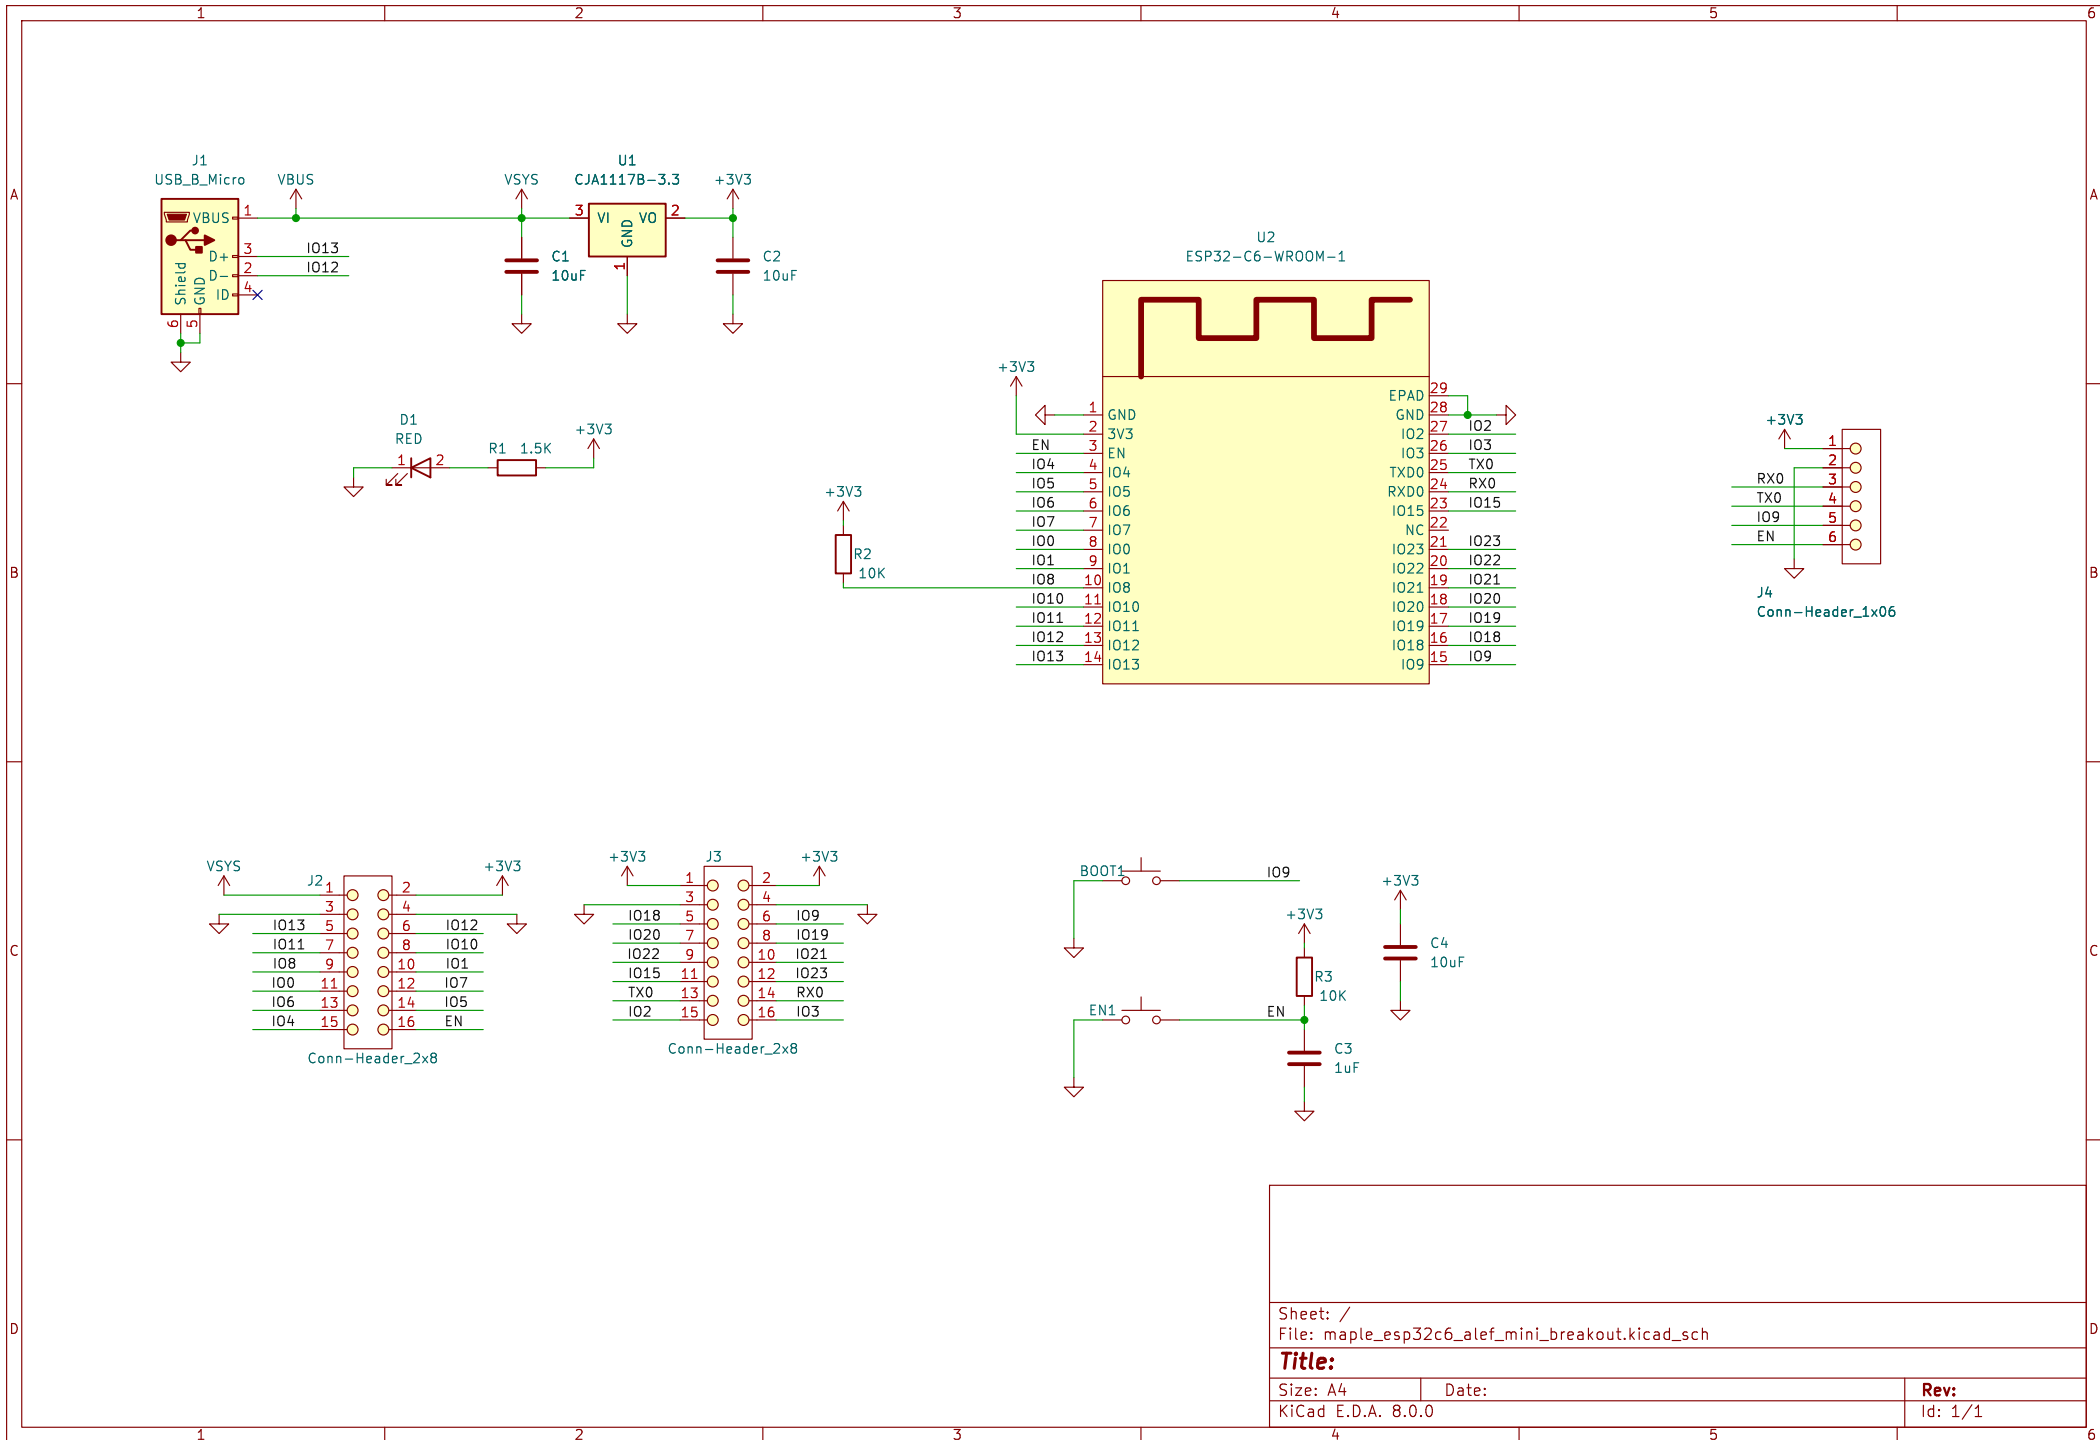 1 2 3 4 5 6
A
B
C
D
A
B
C
D
J1
USB_B_Micro
VBUS
VBUS 1
D+ 3 IO13
D- 2 IO12
ID 4
Shield
GND
6 5
VSYS
C1
10uF
U1
CJA1117B-3.3
3 VI VO 2
GND
1
+3V3
C2
10uF
D1
RED
1 2
R1 1.5K
+3V3
+3V3
R2
10K
U2
ESP32-C6-WROOM-1
+3V3
1 GND
2 3V3
EN 3 EN
IO4 4 IO4
IO5 5 IO5
IO6 6 IO6
IO7 7 IO7
IO0 8 IO0
IO1 9 IO1
IO8 10 IO8
IO10 11 IO10
IO11 12 IO11
IO12 13 IO12
IO13 14 IO13
EPAD 29
GND 28
IO2 27 IO2
IO3 26 IO3
TXD0 25 TX0
RXD0 24 RX0
IO15 23 IO15
NC 22
IO23 21 IO23
IO22 20 IO22
IO21 19 IO21
IO20 18 IO20
IO19 17 IO19
IO18 16 IO18
IO9 15 IO9
+3V3
1
2
RX0 3
TX0 4
IO9 5
EN 6
J4
Conn-Header_1x06
VSYS
J2
+3V3
1 2
3 4
IO13 5 6 IO12
IO11 7 8 IO10
IO8 9 10 IO1
IO0 11 12 IO7
IO6 13 14 IO5
IO4 15 16 EN
Conn-Header_2x8
+3V3
J3
+3V3
1 2
3 4
IO18 5 6 IO9
IO20 7 8 IO19
IO22 9 10 IO21
IO15 11 12 IO23
TX0 13 14 RX0
IO2 15 16 IO3
Conn-Header_2x8
BOOT1 IO9
+3V3
R3
10K
EN1 EN
C3
1uF
+3V3
C4
10uF
Sheet: /
File: maple_esp32c6_alef_mini_breakout.kicad_sch
Title:
Size: A4 Date: Rev:
KiCad E.D.A. 8.0.0 Id: 1/1
1 2 3 4 5 6